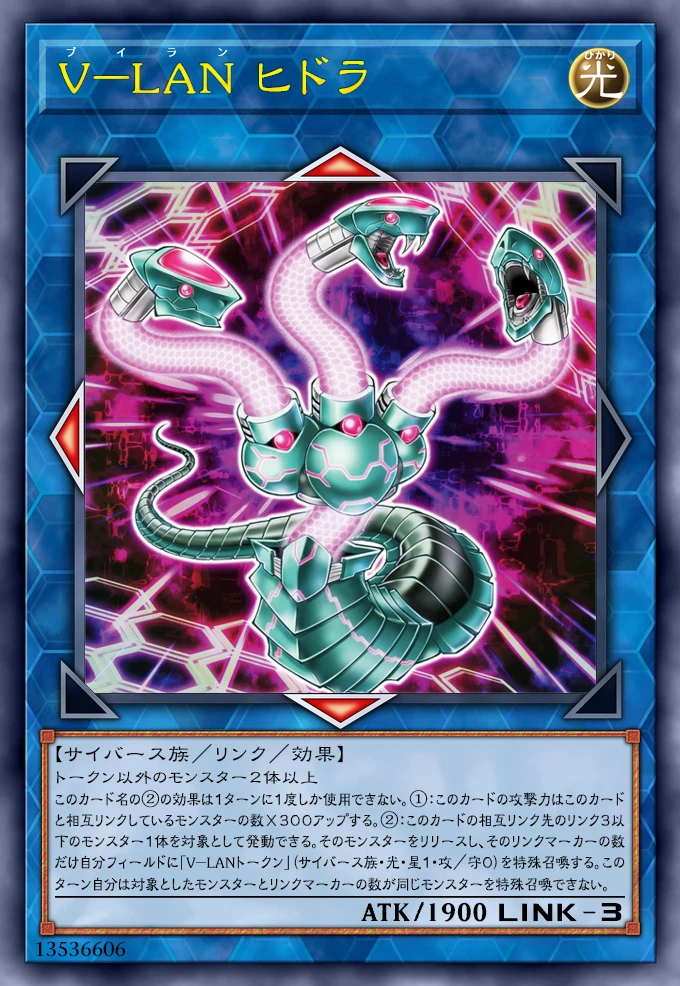 ブイラン
V－LAN ヒドラ
ひかり
光
【サイバース族／リンク／効果】
トークン以外のモンスター２体以上
このカード名の②の効果は１ターンに１度しか使用できない。①：このカードの攻撃力はこのカード
と相互リンクしているモンスターの数×３００アップする。②：このカードの相互リンク先のリンク３以
下のモンスター１体を対象として発動できる。そのモンスターをリリースし、そのリンクマーカーの数
だけ自分フィールドに「V－LANトークン」（サイバース族・光・星１・攻／守０）を特殊召喚する。この
ターン自分は対象としたモンスターとリンクマーカーの数が同じモンスターを特殊召喚できない。
ATK/1900 LINK－3
13536606